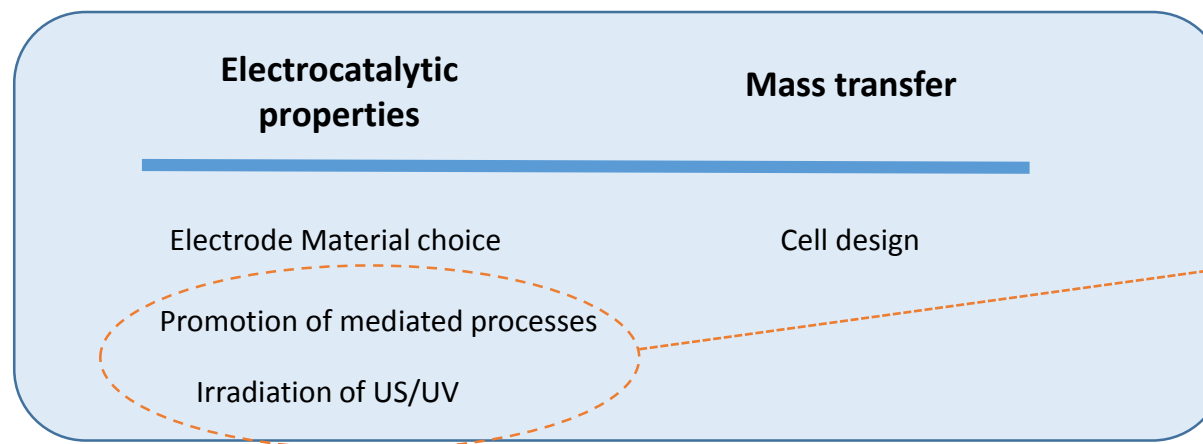 Electrocatalytic
properties
Mass transfer
Electrode Material choice
Cell design
Promotion of mediated processes
Irradiation of US/UV